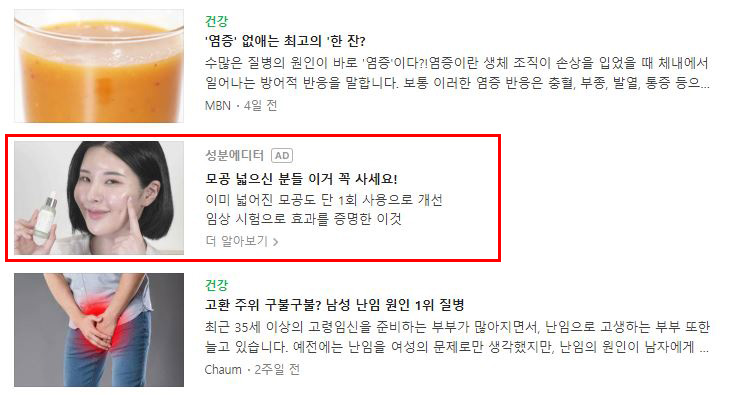 건강
'염증' 없애는 최고의 '한 잔?
수많은 질병의 원인이 바로 '염증'이다?!염증이란 생체 조직이 손상을 입었을 때 체내에서
일어나는 방어적 반응을 말합니다. 보통 이러한 염증 반응은 충혈, 부종, 발열, 통증 등으...
MBN · 4일 전
성분에디터 AD
모공 넓으신 분들 이거 꼭 사세요!
이미 넓어진 모공도 단 1회 사용으로 개선
임상 시험으로 효과를 증명한 이것
더 알아보기 >
건강
고환 주위 구불구불? 남성 난임 원인 1위 질병
최근 35세 이상의 고령임신을 준비하는 부부가 많아지면서, 난임으로 고생하는 부부 또한
늘고 있습니다. 예전에는 난임을 여성의 문제로만 생각했지만, 난임의 원인이 남자에게 ...
Chaum · 2주일 전